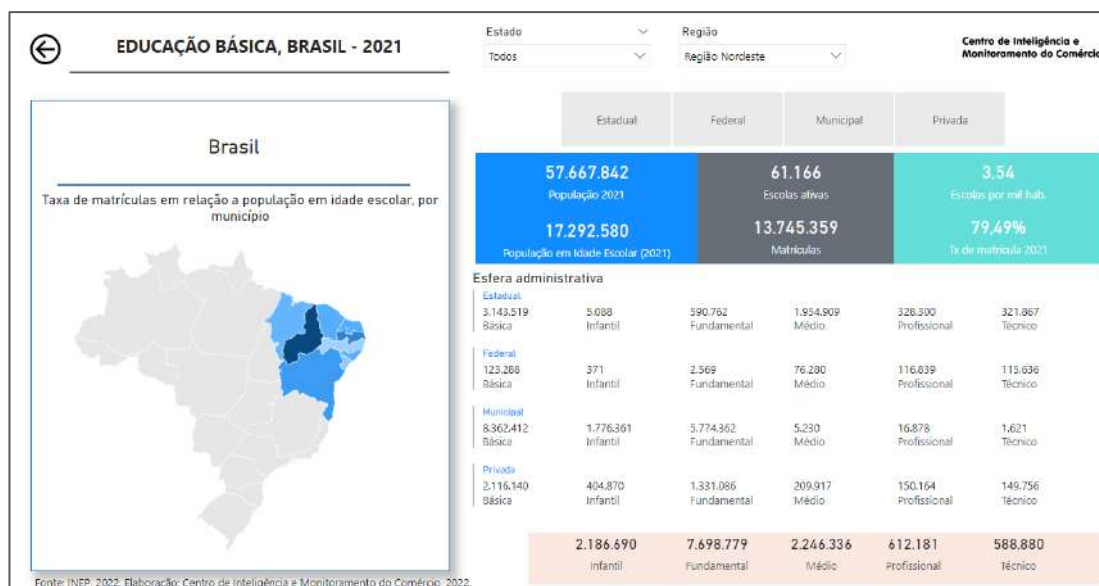 EDUCAÇÃO BÁSICA, BRASIL - 2021
Estado
Todos
Região
Região Nordeste
Centro de Inteligência e
Monitoramento do Comércio
Estadual Federal Municipal Privada
Brasil
Taxa de matrículas em relação a população em idade escolar, por
município
57.667.842
População 2021
17.292.580
População em Idade Escolar (2021)
61.166
Escolas ativas
13.745.359
Matrículas
3,54
Escolas por mil hab.
79,49%
Tx de matrícula 2021
Esfera administrativa
Estadual
3.143.519 5.088 590.762 1.954.909 328.300 321.867
Básica Infantil Fundamental Médio Profissional Técnico
Federal
123.288 371 2.569 76.280 116.839 115.636
Básica Infantil Fundamental Médio Profissional Técnico
Municipal
8.362.412 1.776.361 5.774.362 5.230 16.878 1.621
Básica Infantil Fundamental Médio Profissional Técnico
Privada
2.116.140 404.870 1.331.086 209.917 150.164 149.756
Básica Infantil Fundamental Médio Profissional Técnico
2.186.690 7.698.779 2.246.336 612.181 588.880
Infantil Fundamental Médio Profissional Técnico
Fonte: INEP, 2022. Elaboração: Centro de Inteligência e Monitoramento do Comércio, 2022.